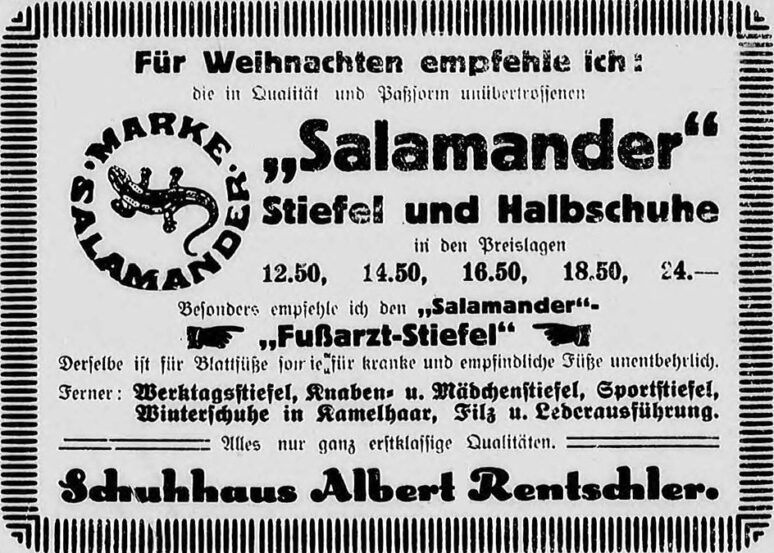 Für Weihnachten empfehle ich:
die in Qualität und Paßform unübertroffenen
MARKE SALAMANDER
„Salamander“
Stiefel und Halbschuhe
in den Preislagen
12.50, 14.50, 16.50, 18.50, 24.—
Besonders empfehle ich den „Salamander“-
„Fußarzt-Stiefel“
Derselbe ist für Plattfüße sowie für kranke und empfindliche Füße unentbehrlich.
Ferner: Werktagsstiefel, Knaben- u. Mädchenstiefel, Sportstiefel,
Winterschuhe in Kamelhaar, Filz u. Lederausführung.
Alles nur ganz erstklassige Qualitäten.
Schuhhaus Albert Rentschler.